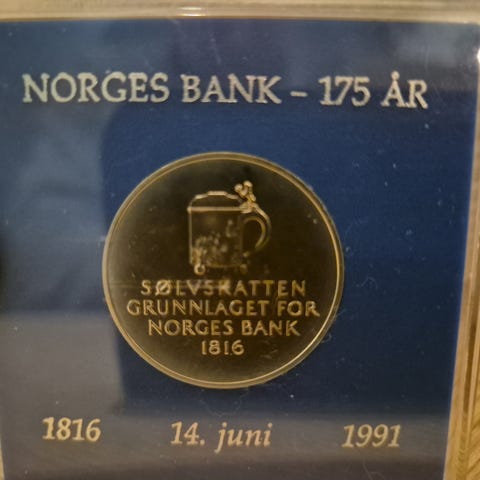 NORGES BANK – 175 ÅR
SØLVSKATTEN
GRUNNLAGET FOR
NORGES BANK
1816
1816 14. juni 1991